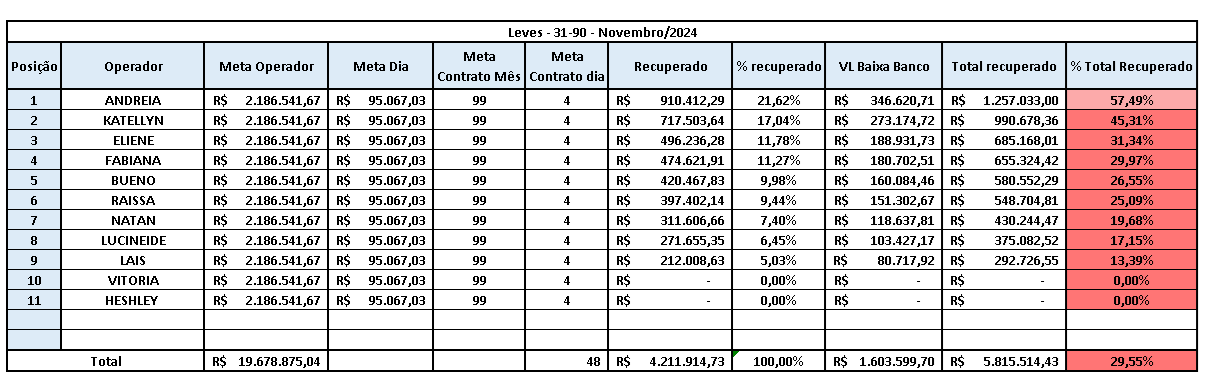 Leves - 31-90 - Novembro/2024
Posição Operador Meta Operador Meta Dia Meta Contrato Mês Meta Contrato dia Recuperado % recuperado VL Baixa Banco Total recuperado % Total Recuperado
1 ANDREIA R$ 2.186.541,67 R$ 95.067,03 99 4 R$ 910.412,29 21,62% R$ 346.620,71 R$ 1.257.033,00 57,49%
2 KATELLYN R$ 2.186.541,67 R$ 95.067,03 99 4 R$ 717.503,64 17,04% R$ 273.174,72 R$ 990.678,36 45,31%
3 ELIENE R$ 2.186.541,67 R$ 95.067,03 99 4 R$ 496.236,28 11,78% R$ 188.931,73 R$ 685.168,01 31,34%
4 FABIANA R$ 2.186.541,67 R$ 95.067,03 99 4 R$ 474.621,91 11,27% R$ 180.702,51 R$ 655.324,42 29,97%
5 BUENO R$ 2.186.541,67 R$ 95.067,03 99 4 R$ 420.467,83 9,98% R$ 160.084,46 R$ 580.552,29 26,55%
6 RAISSA R$ 2.186.541,67 R$ 95.067,03 99 4 R$ 397.402,14 9,44% R$ 151.302,67 R$ 548.704,81 25,09%
7 NATAN R$ 2.186.541,67 R$ 95.067,03 99 4 R$ 311.606,66 7,40% R$ 118.637,81 R$ 430.244,47 19,68%
8 LUCINEIDE R$ 2.186.541,67 R$ 95.067,03 99 4 R$ 271.655,35 6,45% R$ 103.427,17 R$ 375.082,52 17,15%
9 LAIS R$ 2.186.541,67 R$ 95.067,03 99 4 R$ 212.008,63 5,03% R$ 80.717,92 R$ 292.726,55 13,39%
10 VITORIA R$ 2.186.541,67 R$ 95.067,03 99 4 R$ - 0,00% R$ - R$ - 0,00%
11 HESHLEY R$ 2.186.541,67 R$ 95.067,03 99 4 R$ - 0,00% R$ - R$ - 0,00%
Total R$ 19.678.875,04 48 R$ 4.211.914,73 100,00% R$ 1.603.599,70 R$ 5.815.514,43 29,55%